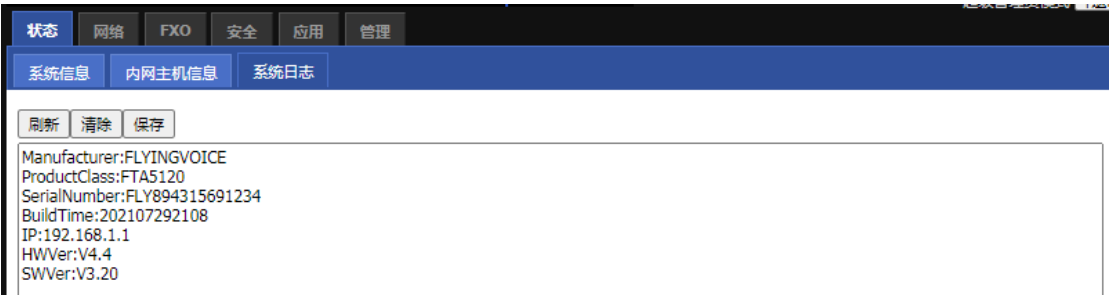 状态 网络 FXO 安全 应用 管理
系统信息 内网主机信息 系统日志
刷新 清除 保存
Manufacturer:FLYINGVOICE
ProductClass:FTA5120
SerialNumber:FLY894315691234
BuildTime:202107292108
IP:192.168.1.1
HWVer:V4.4
SWVer:V3.20